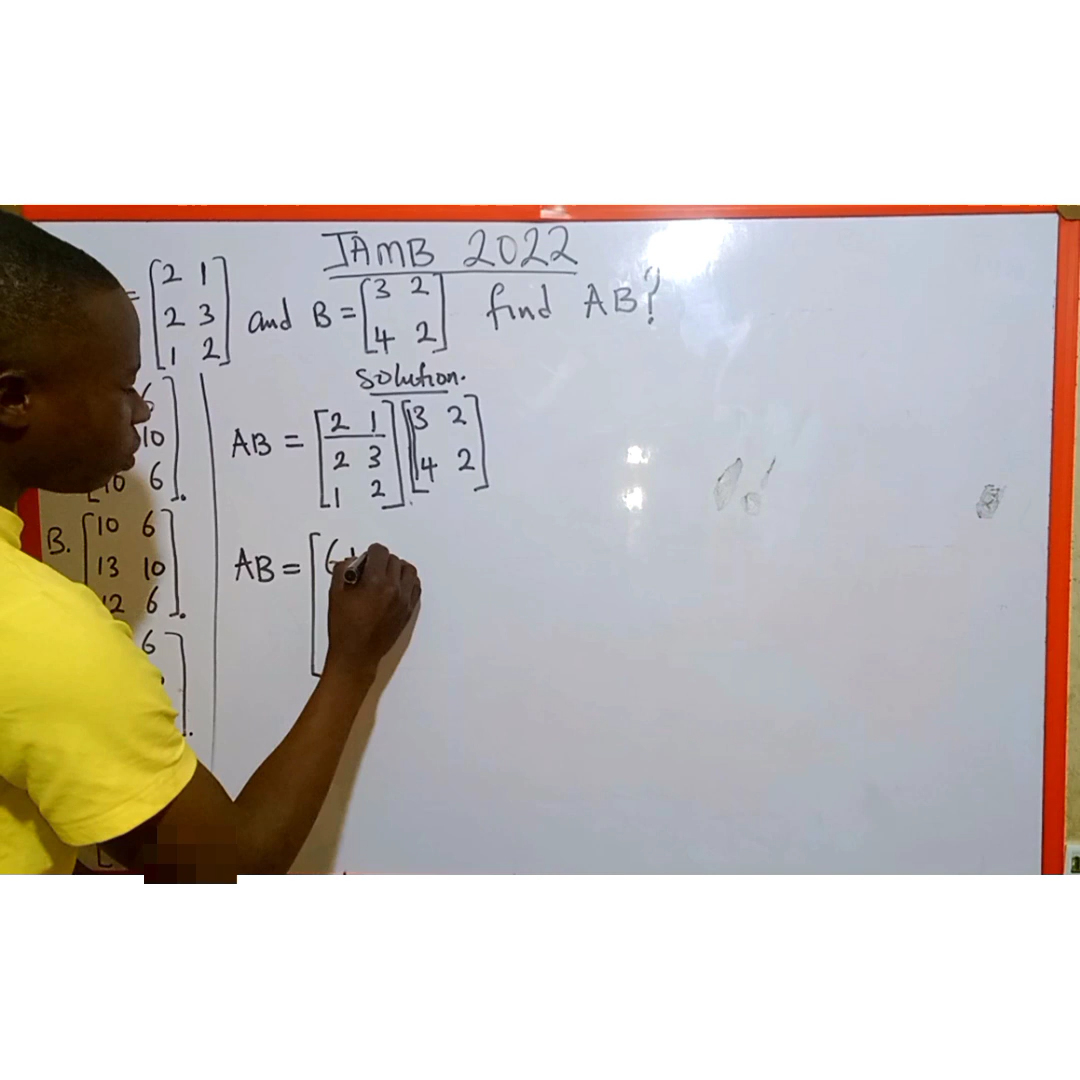 JAMB 2022
= [2 1
2 3
1 2] and B = [3 2
4 2] find AB?
solution.
6
10
10 6].
B. [10 6
13 10
12 6].
6
AB = [2 1
2 3
1 2] [3 2
4 2]
AB = [6+